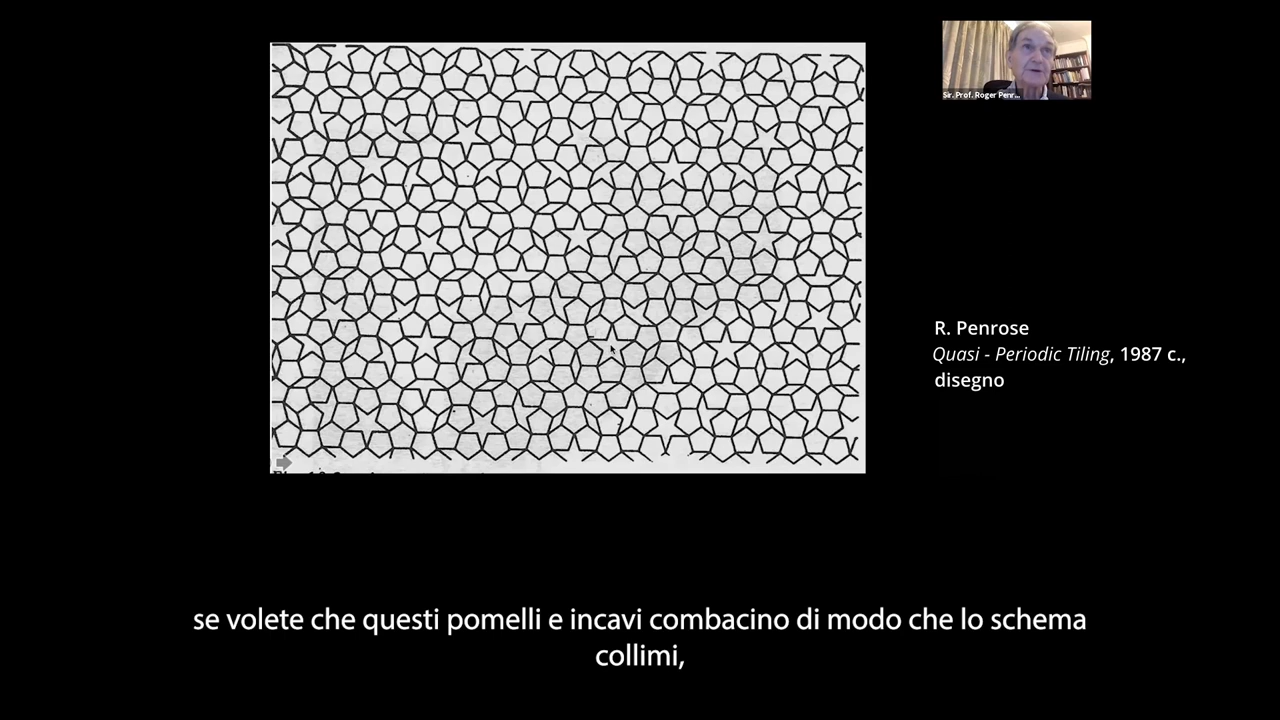 Sir. Prof. Roger Penr...
R. Penrose
Quasi - Periodic Tiling, 1987 c.,
disegno
se volete che questi pomelli e incavi combacino di modo che lo schema
collimi,